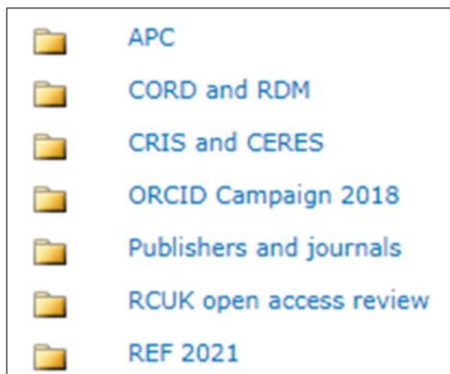 APC
CORD and RDM
CRIS and CERES
ORCID Campaign 2018
Publishers and journals
RCUK open access review
REF 2021